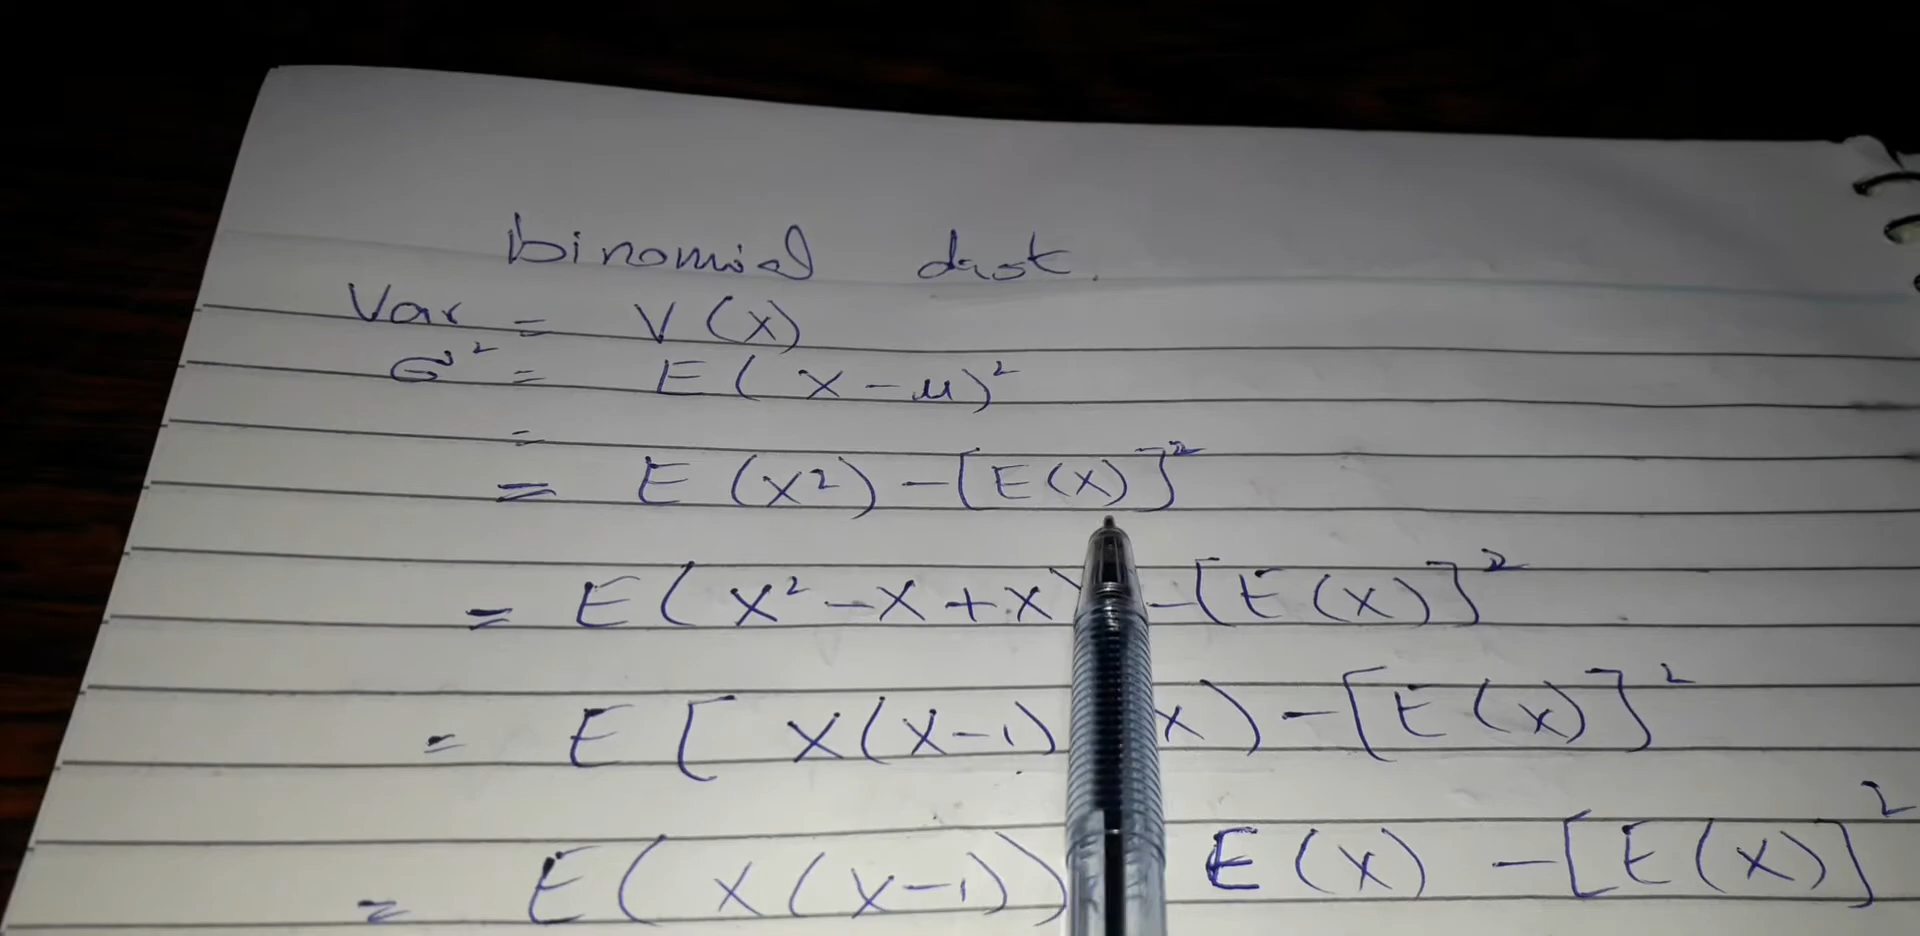 binomial dist.
Var = V(X)
σ² = E(X-μ)²
=
= E(X²) - [E(X)]²
= E(X² - X + X) - [E(X)]²
= E[X(X-1) X) - [E(X)]²
= E(X(X-1)) E(X) - [E(X)]²